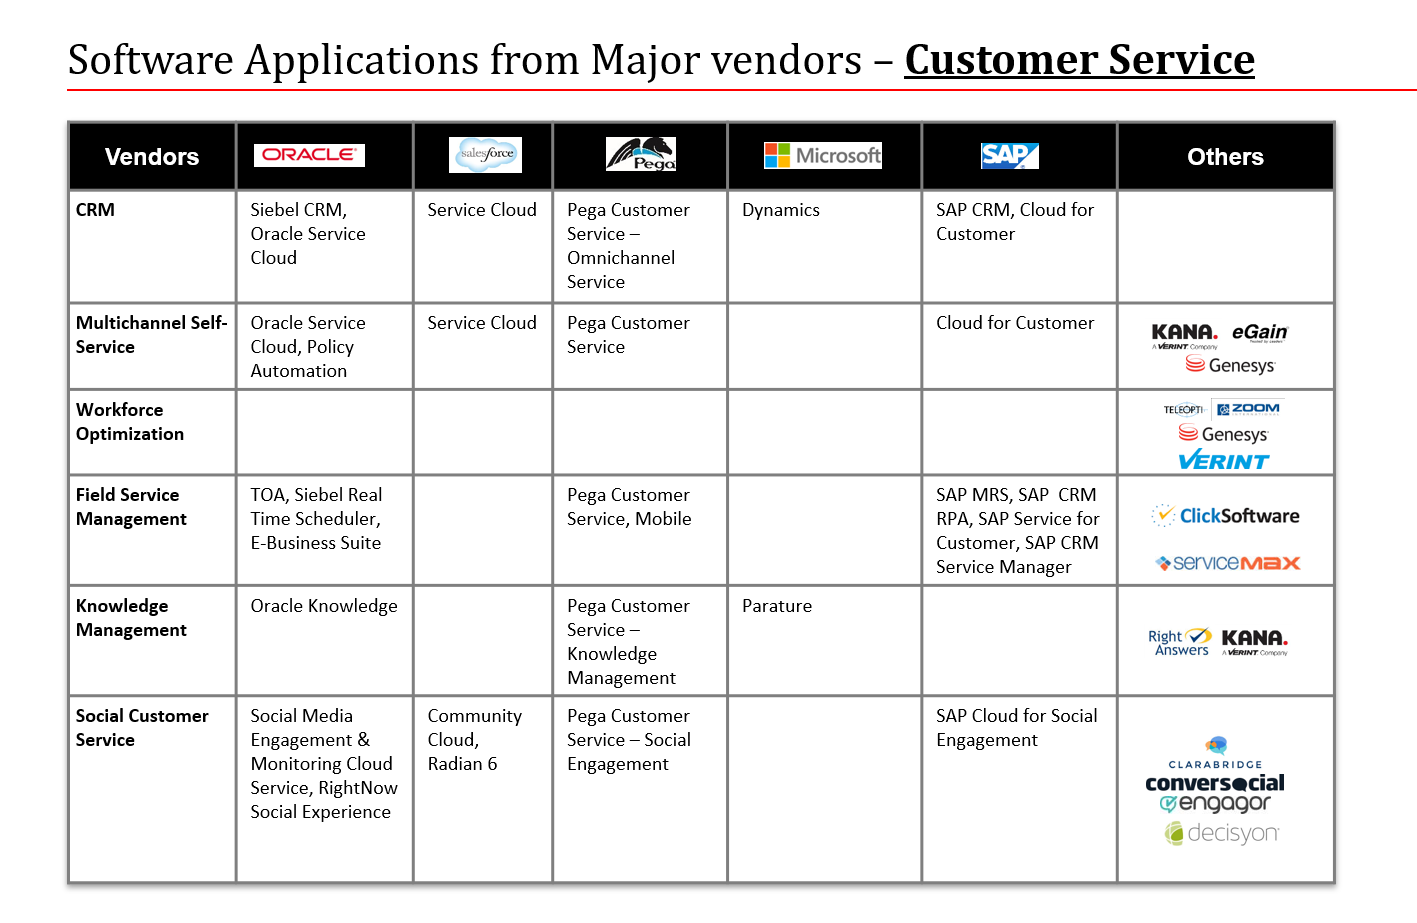 Software Applications from Major vendors – Customer Service
Vendors
ORACLE
salesforce
Pega
Microsoft
SAP
Others
CRM
Siebel CRM,
Oracle Service
Cloud
Service Cloud
Pega Customer
Service –
Omnichannel
Service
Dynamics
SAP CRM, Cloud for
Customer
Multichannel Self-
Service
Oracle Service
Cloud, Policy
Automation
Service Cloud
Pega Customer
Service
Cloud for Customer
KANA.
A VERINT Company
eGain
Trusted by Leaders
Genesys
Workforce
Optimization
TELEOPTI
ZOOM
INTERNATIONAL
Genesys
VERINT
Field Service
Management
TOA, Siebel Real
Time Scheduler,
E-Business Suite
Pega Customer
Service, Mobile
SAP MRS, SAP  CRM
RPA, SAP Service for
Customer, SAP CRM
Service Manager
ClickSoftware
serviceMAX
Knowledge
Management
Oracle Knowledge
Pega Customer
Service –
Knowledge
Management
Parature
Right
Answers
KANA.
A VERINT Company
Social Customer
Service
Social Media
Engagement &
Monitoring Cloud
Service, RightNow
Social Experience
Community
Cloud,
Radian 6
Pega Customer
Service – Social
Engagement
SAP Cloud for Social
Engagement
CLARABRIDGE
conversocial
engagor
decisyon